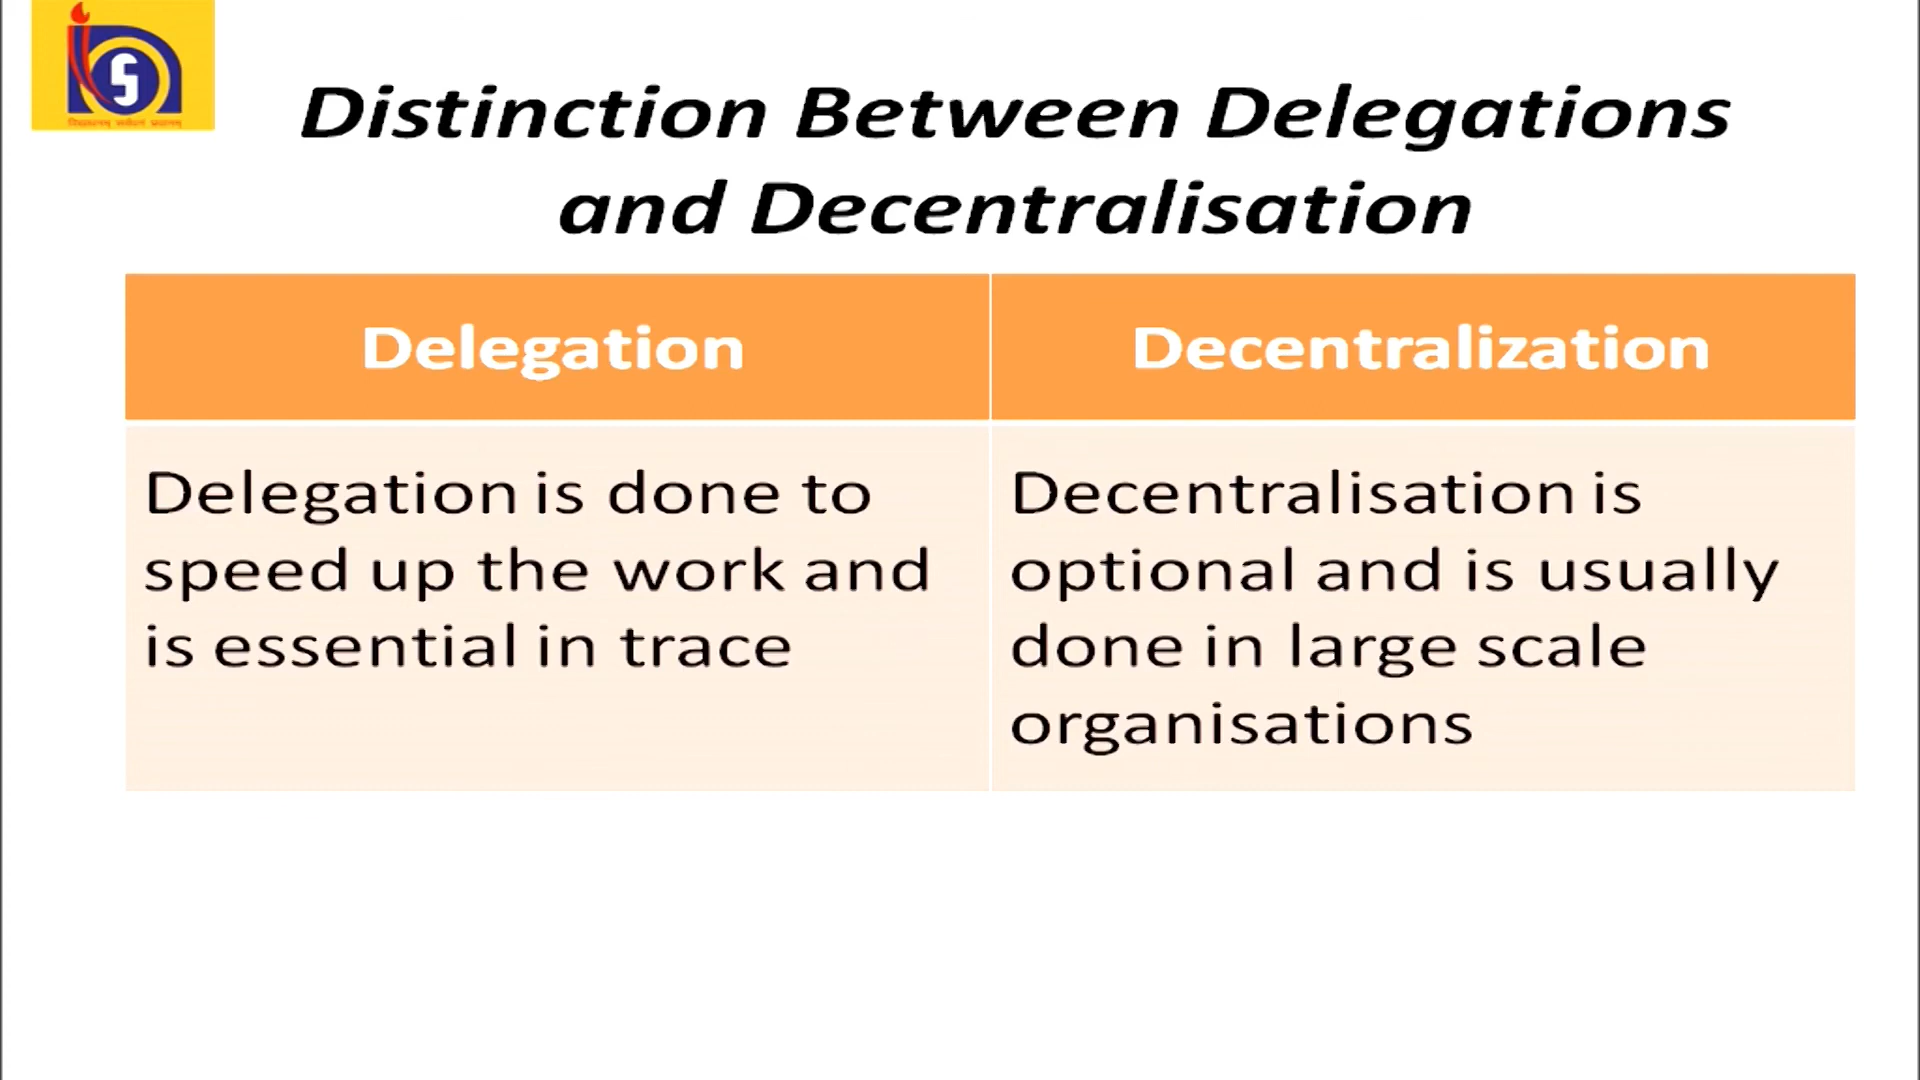 Distinction Between Delegations
and Decentralisation
Delegation
Decentralization
Delegation is done to
speed up the work and
is essential in trace
Decentralisation is
optional and is usually
done in large scale
organisations